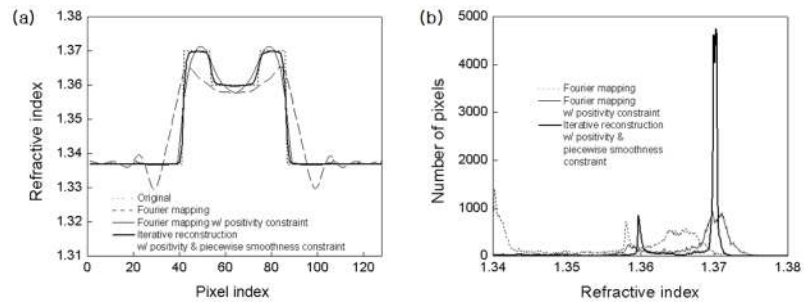 (a)
1.38
1.37
1.36
1.35
1.34
1.33
1.32
1.31
Refractive index
Original
Fourier mapping
Fourier mapping w/ positivity constraint
Iterative reconstruction
w/ positivity & piecewise smoothness constraint
0 20 40 60 80 100 120
Pixel index
(b)
5000
4000
3000
2000
1000
0
Number of pixels
Fourier mapping
Fourier mapping
w/ positivity constraint
Iterative reconstruction
w/ positivity &
piecewise smoothness
constraint
1.34 1.35 1.36 1.37 1.38
Refractive index